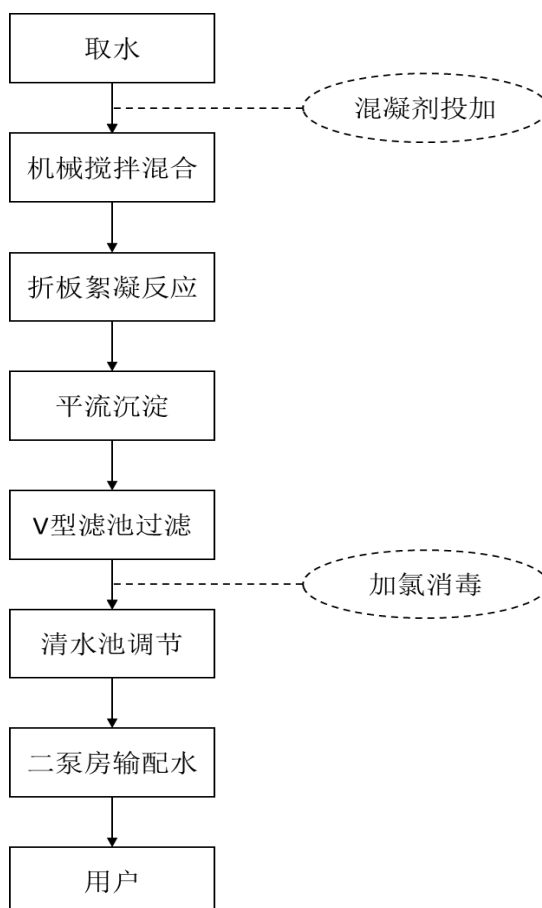 取水
混凝剂投加
机械搅拌混合
折板絮凝反应
平流沉淀
V型滤池过滤
加氯消毒
清水池调节
二泵房输配水
用户